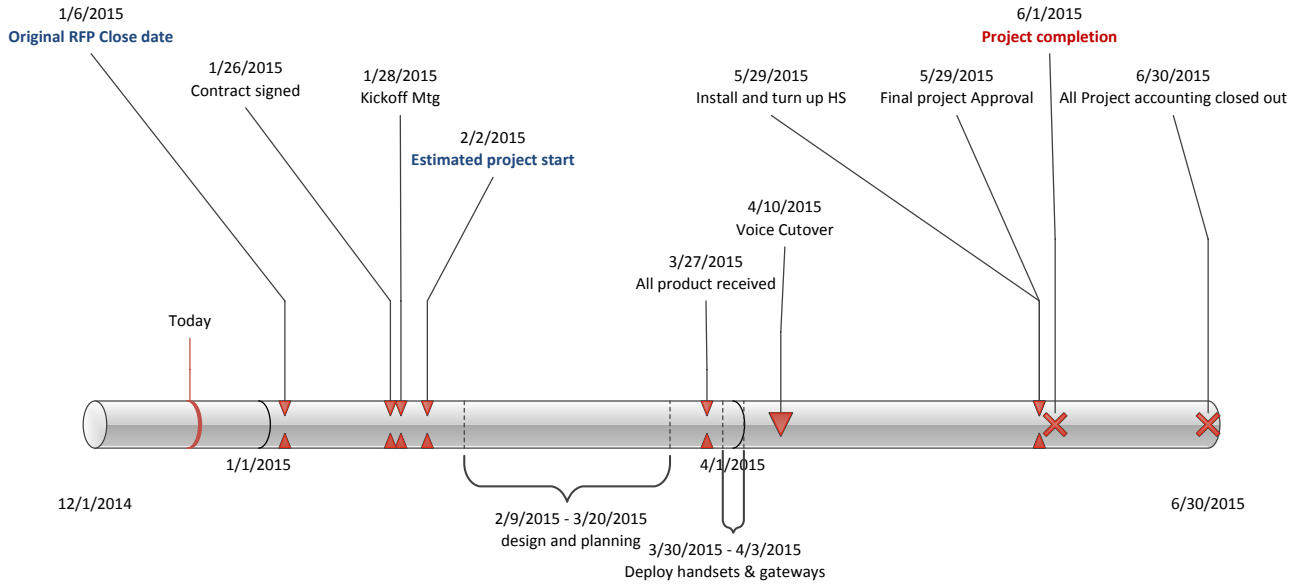 1/6/2015
Original RFP Close date
1/26/2015
Contract signed
1/28/2015
Kickoff Mtg
2/2/2015
Estimated project start
3/27/2015
All product received
4/10/2015
Voice Cutover
5/29/2015
Install and turn up HS
5/29/2015
Final project Approval
6/1/2015
Project completion
6/30/2015
All Project accounting closed out
Today
1/1/2015
4/1/2015
12/1/2014
6/30/2015
2/9/2015 - 3/20/2015
design and planning
3/30/2015 - 4/3/2015
Deploy handsets & gateways